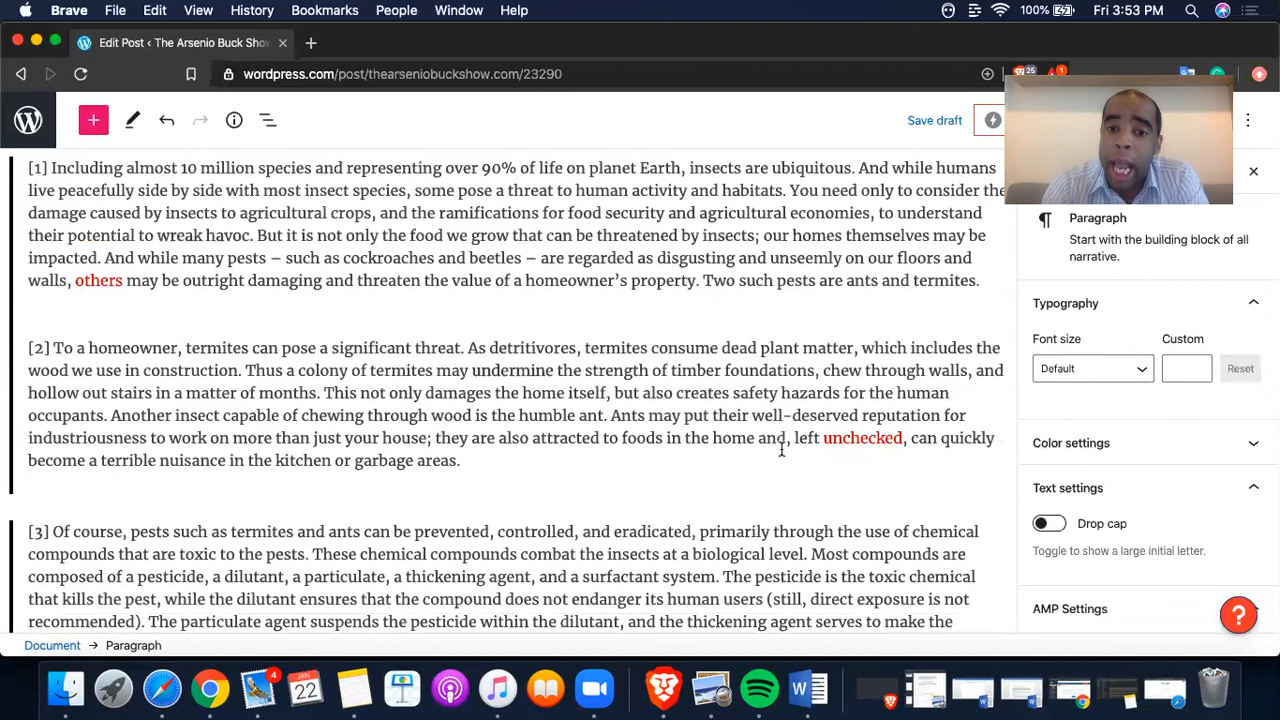 Brave File Edit View History Bookmarks People Window Help 100% Fri 3:53 PM
Edit Post ‹ The Arsenio Buck Show
wordpress.com/post/thearseniobuckshow.com/23290
25
1
Save draft
[1] Including almost 10 million species and representing over 90% of life on planet Earth, insects are ubiquitous. And while humans
live peacefully side by side with most insect species, some pose a threat to human activity and habitats. You need only to consider the
damage caused by insects to agricultural crops, and the ramifications for food security and agricultural economies, to understand
their potential to wreak havoc. But it is not only the food we grow that can be threatened by insects; our homes themselves may be
impacted. And while many pests – such as cockroaches and beetles – are regarded as disgusting and unseemly on our floors and
walls, others may be outright damaging and threaten the value of a homeowner's property. Two such pests are ants and termites.
[2] To a homeowner, termites can pose a significant threat. As detritivores, termites consume dead plant matter, which includes the
wood we use in construction. Thus a colony of termites may undermine the strength of timber foundations, chew through walls, and
hollow out stairs in a matter of months. This not only damages the home itself, but also creates safety hazards for the human
occupants. Another insect capable of chewing through wood is the humble ant. Ants may put their well-deserved reputation for
industriousness to work on more than just your house; they are also attracted to foods in the home and, left unchecked, can quickly
become a terrible nuisance in the kitchen or garbage areas.
[3] Of course, pests such as termites and ants can be prevented, controlled, and eradicated, primarily through the use of chemical
compounds that are toxic to the pests. These chemical compounds combat the insects at a biological level. Most compounds are
composed of a pesticide, a dilutant, a particulate, a thickening agent, and a surfactant system. The pesticide is the toxic chemical
that kills the pest, while the dilutant ensures that the compound does not endanger its human users (still, direct exposure is not
recommended). The particulate agent suspends the pesticide within the dilutant, and the thickening agent serves to make the
Paragraph
Start with the building block of all
narrative.
Typography
Font size Custom
Default Reset
Color settings
Text settings
Drop cap
Toggle to show a large initial letter.
AMP Settings
?
Document → Paragraph
4
JAN
22